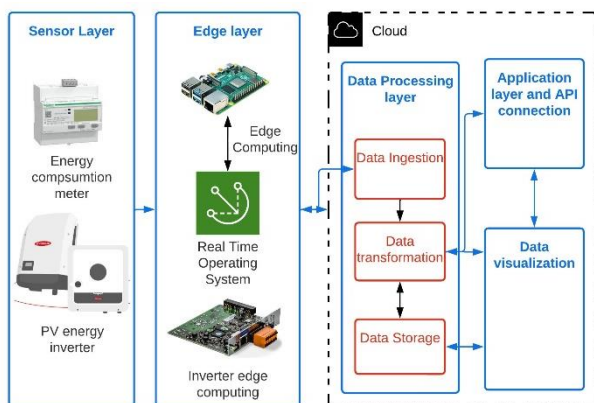 Sensor Layer
Energy
compsumtion
meter
PV energy
inverter
Edge layer
Edge
Computing
Real Time
Operating
System
Inverter edge
computing
Cloud
Data Processing
layer
Data Ingestion
Data
transformation
Data Storage
Application
layer and API
connection
Data
visualization